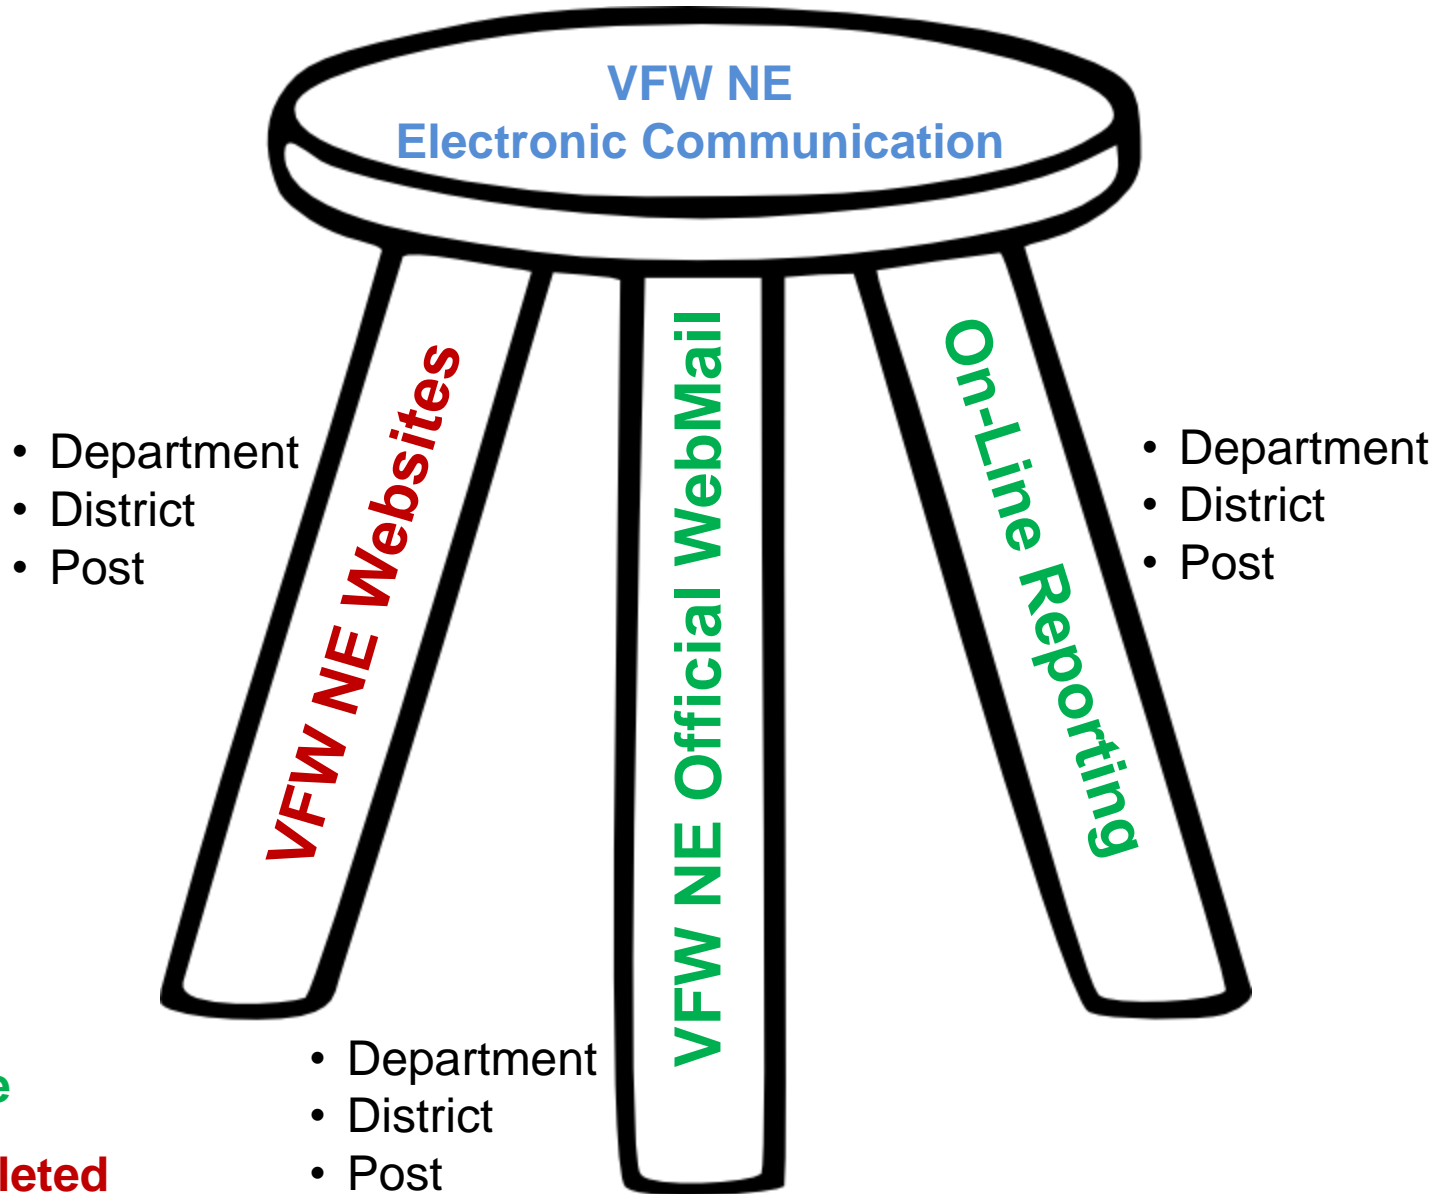 VFW NE
Electronic Communication
VFW NE Websites
VFW NE Official WebMail
On-Line Reporting
• Department
• District
• Post
• Department
• District
• Post
• Department
• District
• Post